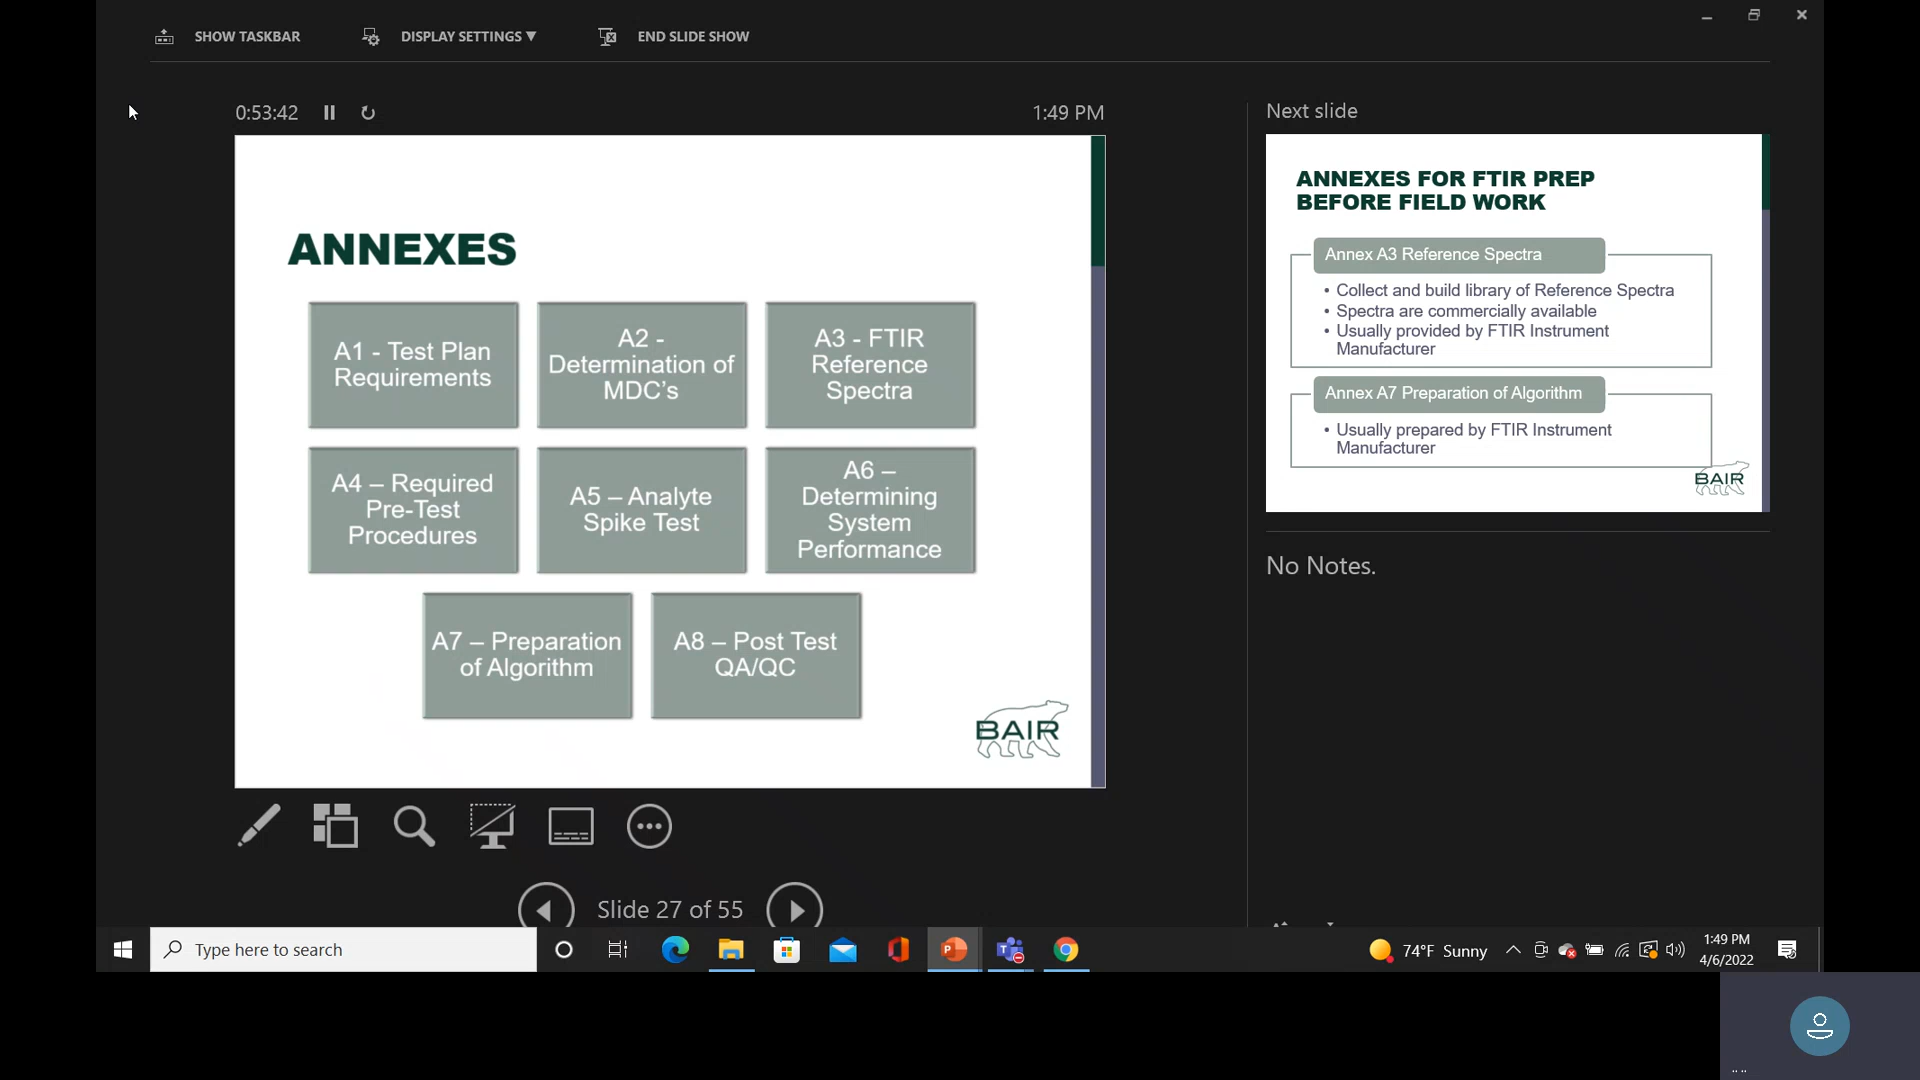 SHOW TASKBAR
DISPLAY SETTINGS ▼
END SLIDE SHOW
0:53:42
1:49 PM
ANNEXES
A1 - Test Plan
Requirements
A2 -
Determination of
MDC's
A3 - FTIR
Reference
Spectra
A4 – Required
Pre-Test
Procedures
A5 – Analyte
Spike Test
A6 –
Determining
System
Performance
A7 – Preparation
of Algorithm
A8 – Post Test
QA/QC
BAIR
Slide 27 of 55
Next slide
ANNEXES FOR FTIR PREP
BEFORE FIELD WORK
Annex A3 Reference Spectra
• Collect and build library of Reference Spectra
• Spectra are commercially available
• Usually provided by FTIR Instrument
Manufacturer
Annex A7 Preparation of Algorithm
• Usually prepared by FTIR Instrument
Manufacturer
BAIR
No Notes.
Type here to search
74°F Sunny
1:49 PM
4/6/2022